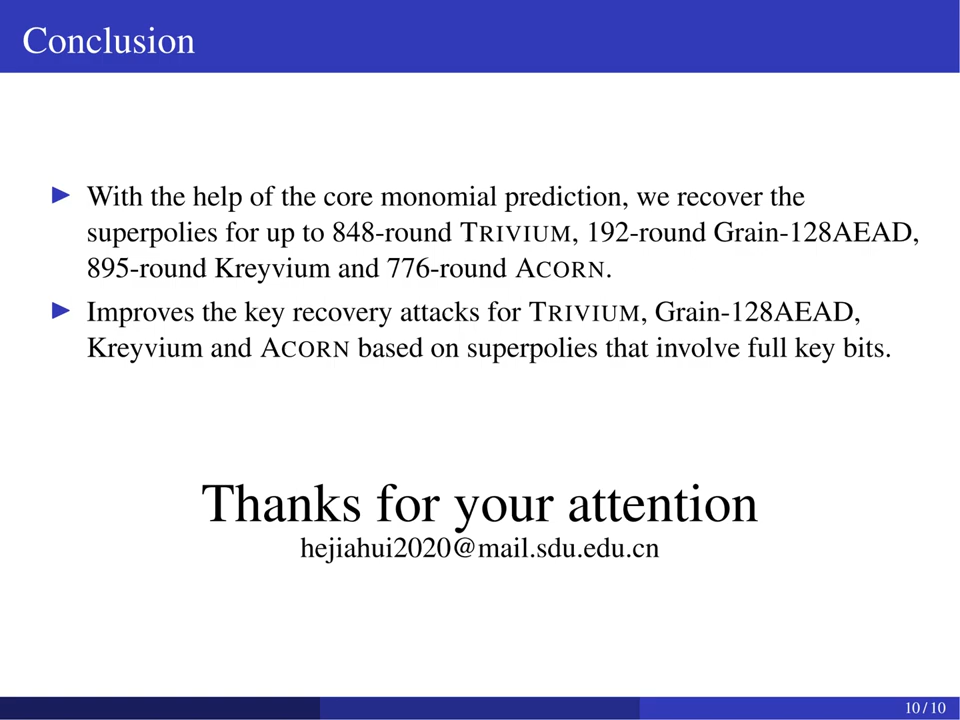 Conclusion
▶ With the help of the core monomial prediction, we recover the
superpolies for up to 848-round TRIVIUM, 192-round Grain-128AEAD,
895-round Kreyvium and 776-round ACORN.
▶ Improves the key recovery attacks for TRIVIUM, Grain-128AEAD,
Kreyvium and ACORN based on superpolies that involve full key bits.
Thanks for your attention
hejiahui2020@mail.sdu.edu.cn
10 / 10